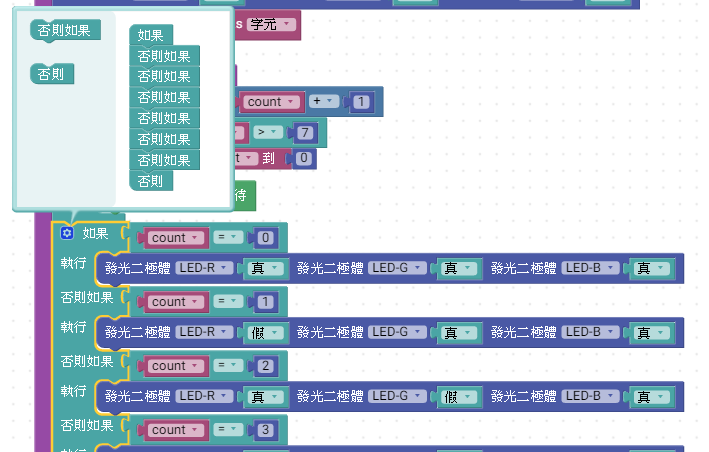 否則如果
否則
如果
否則如果
否則如果
否則如果
否則如果
否則如果
否則如果
否則
s 字元
count + 1
> 7
t 到 0
待
如果 count = 0
執行 發光二極體 LED-R 真 發光二體 LED-G 真 發光二極體 LED-B 真
否則如果 count = 1
執行 發光二極體 LED-R 假 發光二體 LED-G 真 發光二極體 LED-B 真
否則如果 count = 2
執行 發光二極體 LED-R 真 發光二體 LED-G 假 發光二極體 LED-B 真
否則如果 count = 3